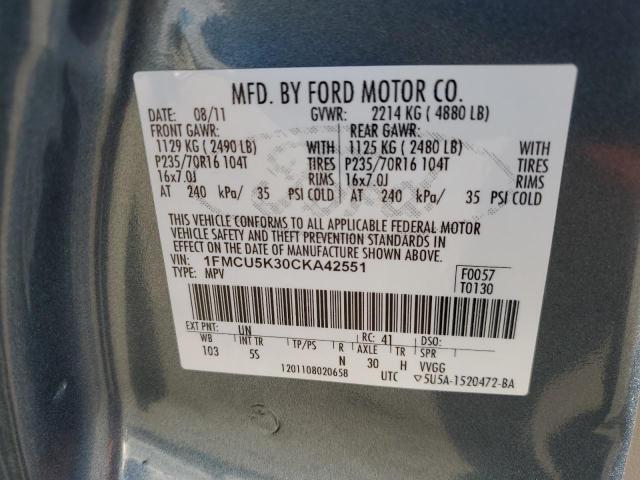 MFD. BY FORD MOTOR CO.
DATE: 08/11 GVWR: 2214 KG ( 4880 LB)
FRONT GAWR: REAR GAWR:
1129 KG ( 2490 LB) WITH 1125 KG ( 2480 LB) WITH
P235/70R16 104T TIRES P235/70R16 104T TIRES
16x7.0J RIMS 16x7.0J RIMS
AT 240 kPa/ 35 PSI COLD AT 240 kPa/ 35 PSI COLD
THIS VEHICLE CONFORMS TO ALL APPLICABLE FEDERAL MOTOR
VEHICLE SAFETY AND THEFT PREVENTION STANDARDS IN
EFFECT ON THE DATE OF MANUFACTURE SHOWN ABOVE.
VIN: 1FMCU5K30CKA42551
TYPE: MPV
F0057
T0130
EXT PNT: UN RC: 41 DSO:
WB INT TR TP/PS R AXLE TR SPR
103 5S N 30 H VVGG
1201108020658 UTC ▽5U5A-1520472-BA